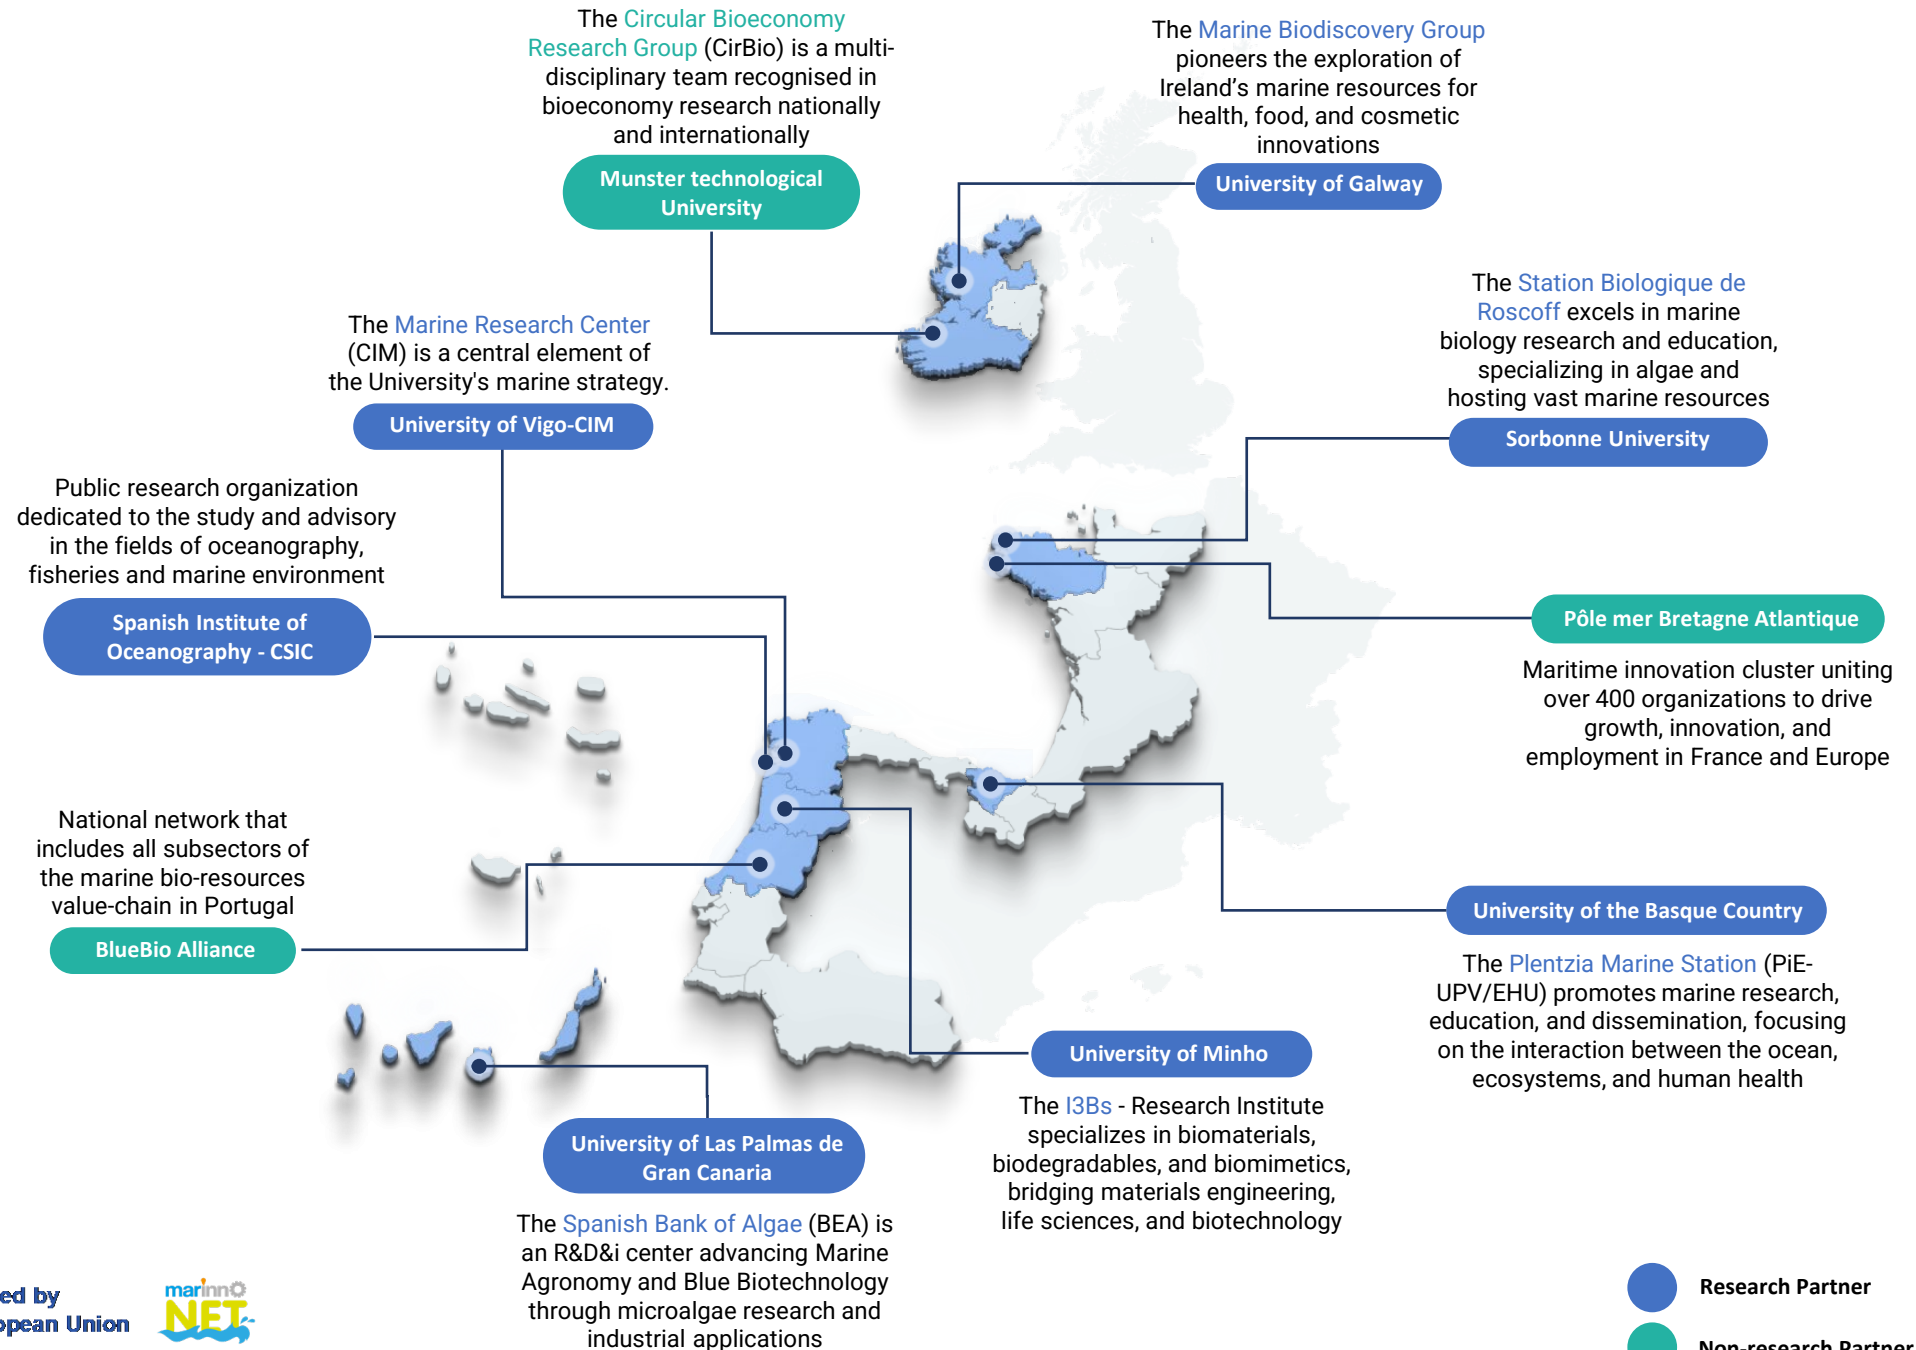 The Circular Bioeconomy
Research Group (CirBio) is a multi-
disciplinary team recognised in
bioeconomy research nationally
and internationally
Munster technological
University
The Marine Biodiscovery Group
pioneers the exploration of
Ireland’s marine resources for
health, food, and cosmetic
innovations
University of Galway
The Marine Research Center
(CIM) is a central element of
the University's marine strategy.
University of Vigo-CIM
The Station Biologique de
Roscoff excels in marine
biology research and education,
specializing in algae and
hosting vast marine resources
Sorbonne University
Public research organization
dedicated to the study and advisory
in the fields of oceanography,
fisheries and marine environment
Spanish Institute of
Oceanography - CSIC
Pôle mer Bretagne Atlantique
Maritime innovation cluster uniting
over 400 organizations to drive
growth, innovation, and
employment in France and Europe
National network that
includes all subsectors of
the marine bio-resources
value-chain in Portugal
BlueBio Alliance
University of the Basque Country
The Plentzia Marine Station (PiE-
UPV/EHU) promotes marine research,
education, and dissemination, focusing
on the interaction between the ocean,
ecosystems, and human health
University of Minho
The I3Bs - Research Institute
specializes in biomaterials,
biodegradables, and biomimetics,
bridging materials engineering,
life sciences, and biotechnology
University of Las Palmas de
Gran Canaria
The Spanish Bank of Algae (BEA) is
an R&D&i center advancing Marine
Agronomy and Blue Biotechnology
through microalgae research and
industrial applications
ed by
opean Union
marinnO
NET
Research Partner
Non-research Partner